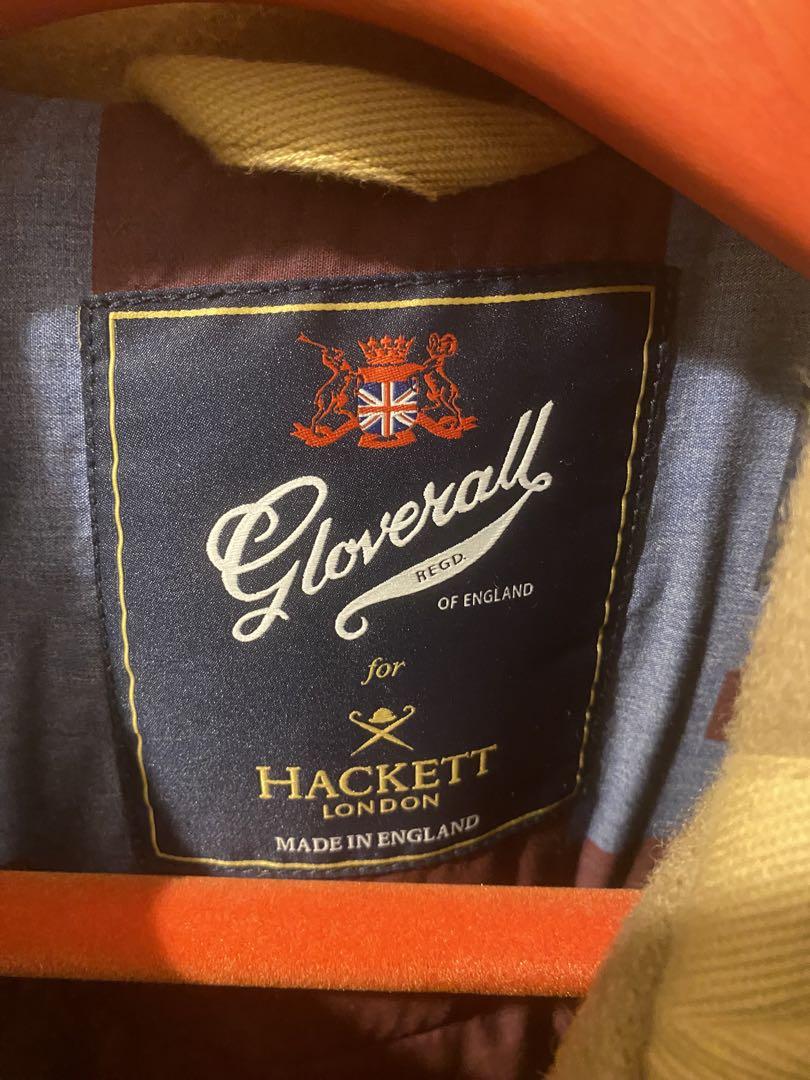 Gloverall
REGD.
OF ENGLAND
for
HACKETT
LONDON
MADE IN ENGLAND